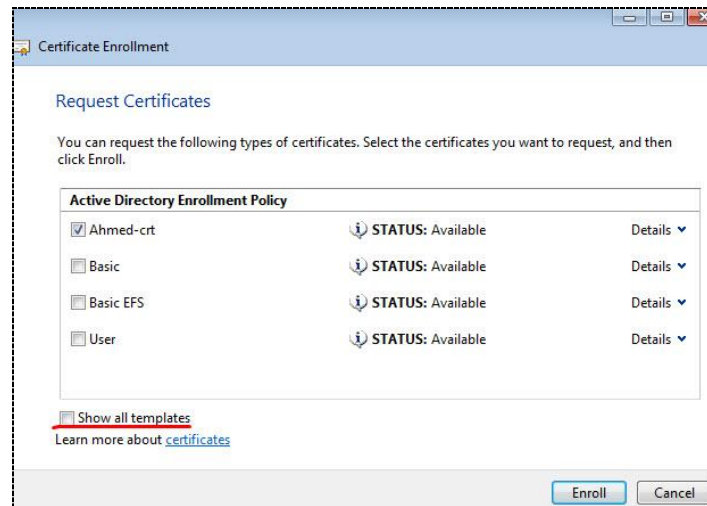 Certificate Enrollment
Request Certificates
You can request the following types of certificates. Select the certificates you want to request, and then
click Enroll.
Active Directory Enrollment Policy
Ahmed-crt STATUS: Available Details
Basic STATUS: Available Details
Basic EFS STATUS: Available Details
User STATUS: Available Details
Show all templates
Learn more about certificates
Enroll Cancel